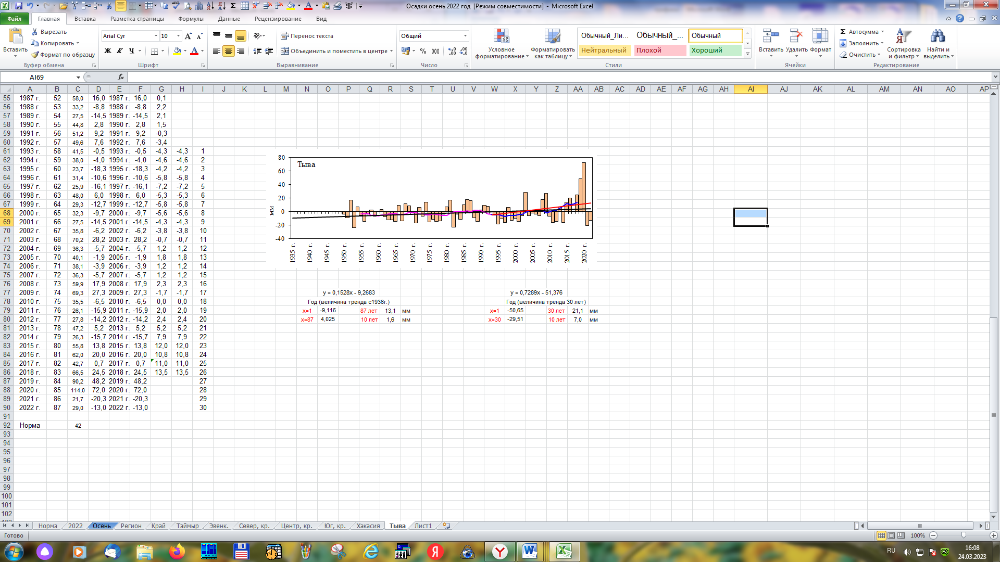 Осадки осень 2022 год  [Режим совместимости]  -  Microsoft Excel
Файл Главная Вставка Разметка страницы Формулы Данные Рецензирование Вид
Вставить Вырезать Копировать Формат по образцу Буфер обмена
Arial Cyr 10 Ж К Ч Шрифт
Перенос текста Объединить и поместить в центре Выравнивание
Общий % 000 Число
Условное форматирование Форматировать как таблицу
Обычный_Ли... Обычный_... Обычный
Нейтральный Плохой Хороший
Стили
Вставить Удалить Формат Ячейки
Автосумма Заполнить Очистить Сортировка и фильтр Найти и выделить Редактирование
AI69 fx
A B C D E F G H I J K L M N O P Q R S T U V W X Y Z AA AB AC AD AE AF AG AH AI AJ AK AL AM AN AO AP
55 1987 г. 52 58,0 16,0 1987 г. 16,0 0,1
56 1988 г. 53 33,2 -8,8 1988 г. -8,8 2,2
57 1989 г. 54 27,5 -14,5 1989 г. -14,5 2,1
58 1990 г. 55 44,8 2,8 1990 г. 2,8 1,5
59 1991 г. 56 51,2 9,2 1991 г. 9,2 -0,3
60 1992 г. 57 49,6 7,6 1992 г. 7,6 -3,4
61 1993 г. 58 41,5 -0,5 1993 г. -0,5 -4,3 -4,3 1
62 1994 г. 59 38,0 -4,0 1994 г. -4,0 -4,6 -4,6 2
63 1995 г. 60 23,7 -18,3 1995 г. -18,3 -4,2 -4,2 3
64 1996 г. 61 31,4 -10,6 1996 г. -10,6 -5,8 -5,8 4
65 1997 г. 62 25,9 -16,1 1997 г. -16,1 -7,2 -7,2 5
66 1998 г. 63 48,0 6,0 1998 г. 6,0 -5,3 -5,3 6
67 1999 г. 64 29,3 -12,7 1999 г. -12,7 -5,8 -5,8 7
68 2000 г. 65 32,3 -9,7 2000 г. -9,7 -5,6 -5,6 8
69 2001 г. 66 27,5 -14,5 2001 г. -14,5 -4,3 -4,3 9
70 2002 г. 67 35,8 -6,2 2002 г. -6,2 -3,8 -3,8 10
71 2003 г. 68 70,2 28,2 2003 г. 28,2 -0,7 -0,7 11
72 2004 г. 69 36,3 -5,7 2004 г. -5,7 1,2 1,2 12
73 2005 г. 70 40,1 -1,9 2005 г. -1,9 1,8 1,8 13
74 2006 г. 71 38,1 -3,9 2006 г. -3,9 1,2 1,2 14
75 2007 г. 72 36,3 -5,7 2007 г. -5,7 1,2 1,2 15
76 2008 г. 73 59,9 17,9 2008 г. 17,9 2,3 2,3 16
77 2009 г. 74 69,3 27,3 2009 г. 27,3 -1,7 -1,7 17
78 2010 г. 75 35,5 -6,5 2010 г. -6,5 0,0 0,0 18
79 2011 г. 76 26,1 -15,9 2011 г. -15,9 2,0 2,0 19
80 2012 г. 77 27,8 -14,2 2012 г. -14,2 2,4 2,4 20
81 2013 г. 78 47,2 5,2 2013 г. 5,2 5,2 5,2 21
82 2014 г. 79 26,3 -15,7 2014 г. -15,7 7,9 7,9 22
83 2015 г. 80 55,8 13,8 2015 г. 13,8 12,0 12,0 23
84 2016 г. 81 62,0 20,0 2016 г. 20,0 10,8 10,8 24
85 2017 г. 82 42,7 0,7 2017 г. 0,7 11,0 11,0 25
86 2018 г. 83 66,5 24,5 2018 г. 24,5 13,5 13,5 26
87 2019 г. 84 90,2 48,2 2019 г. 48,2 27
88 2020 г. 85 114,0 72,0 2020 г. 72,0 28
89 2021 г. 86 21,7 -20,3 2021 г. -20,3 29
90 2022 г. 87 29,0 -13,0 2022 г. -13,0 30
91
92 Норма 42
93
94
95
96
97
98
99
100
101
102
Тыва
мм
80
60
40
20
0
-20
-40
1935 г. 1940 г. 1945 г. 1950 г. 1955 г. 1960 г. 1965 г. 1970 г. 1975 г. 1980 г. 1985 г. 1990 г. 1995 г. 2000 г. 2005 г. 2010 г. 2015 г. 2020 г.
y = 0,1528x - 9,2683
Год (величина тренда с1936г.)
x=1 -9,116 87 лет 13,1 мм
x=87 4,025 10 лет 1,6 мм
y = 0,7289x - 51,376
Год (величина тренда 30 лет)
x=1 -50,65 30 лет 21,1 мм
x=30 -29,51 10 лет 7,0 мм
Норма 2022 Осень Регион Край Таймыр Эвенк. Север, кр. Центр, кр. Юг, кр. Хакасия Тыва Лист1
Готово 100%
RU 16:08
24.03.2023